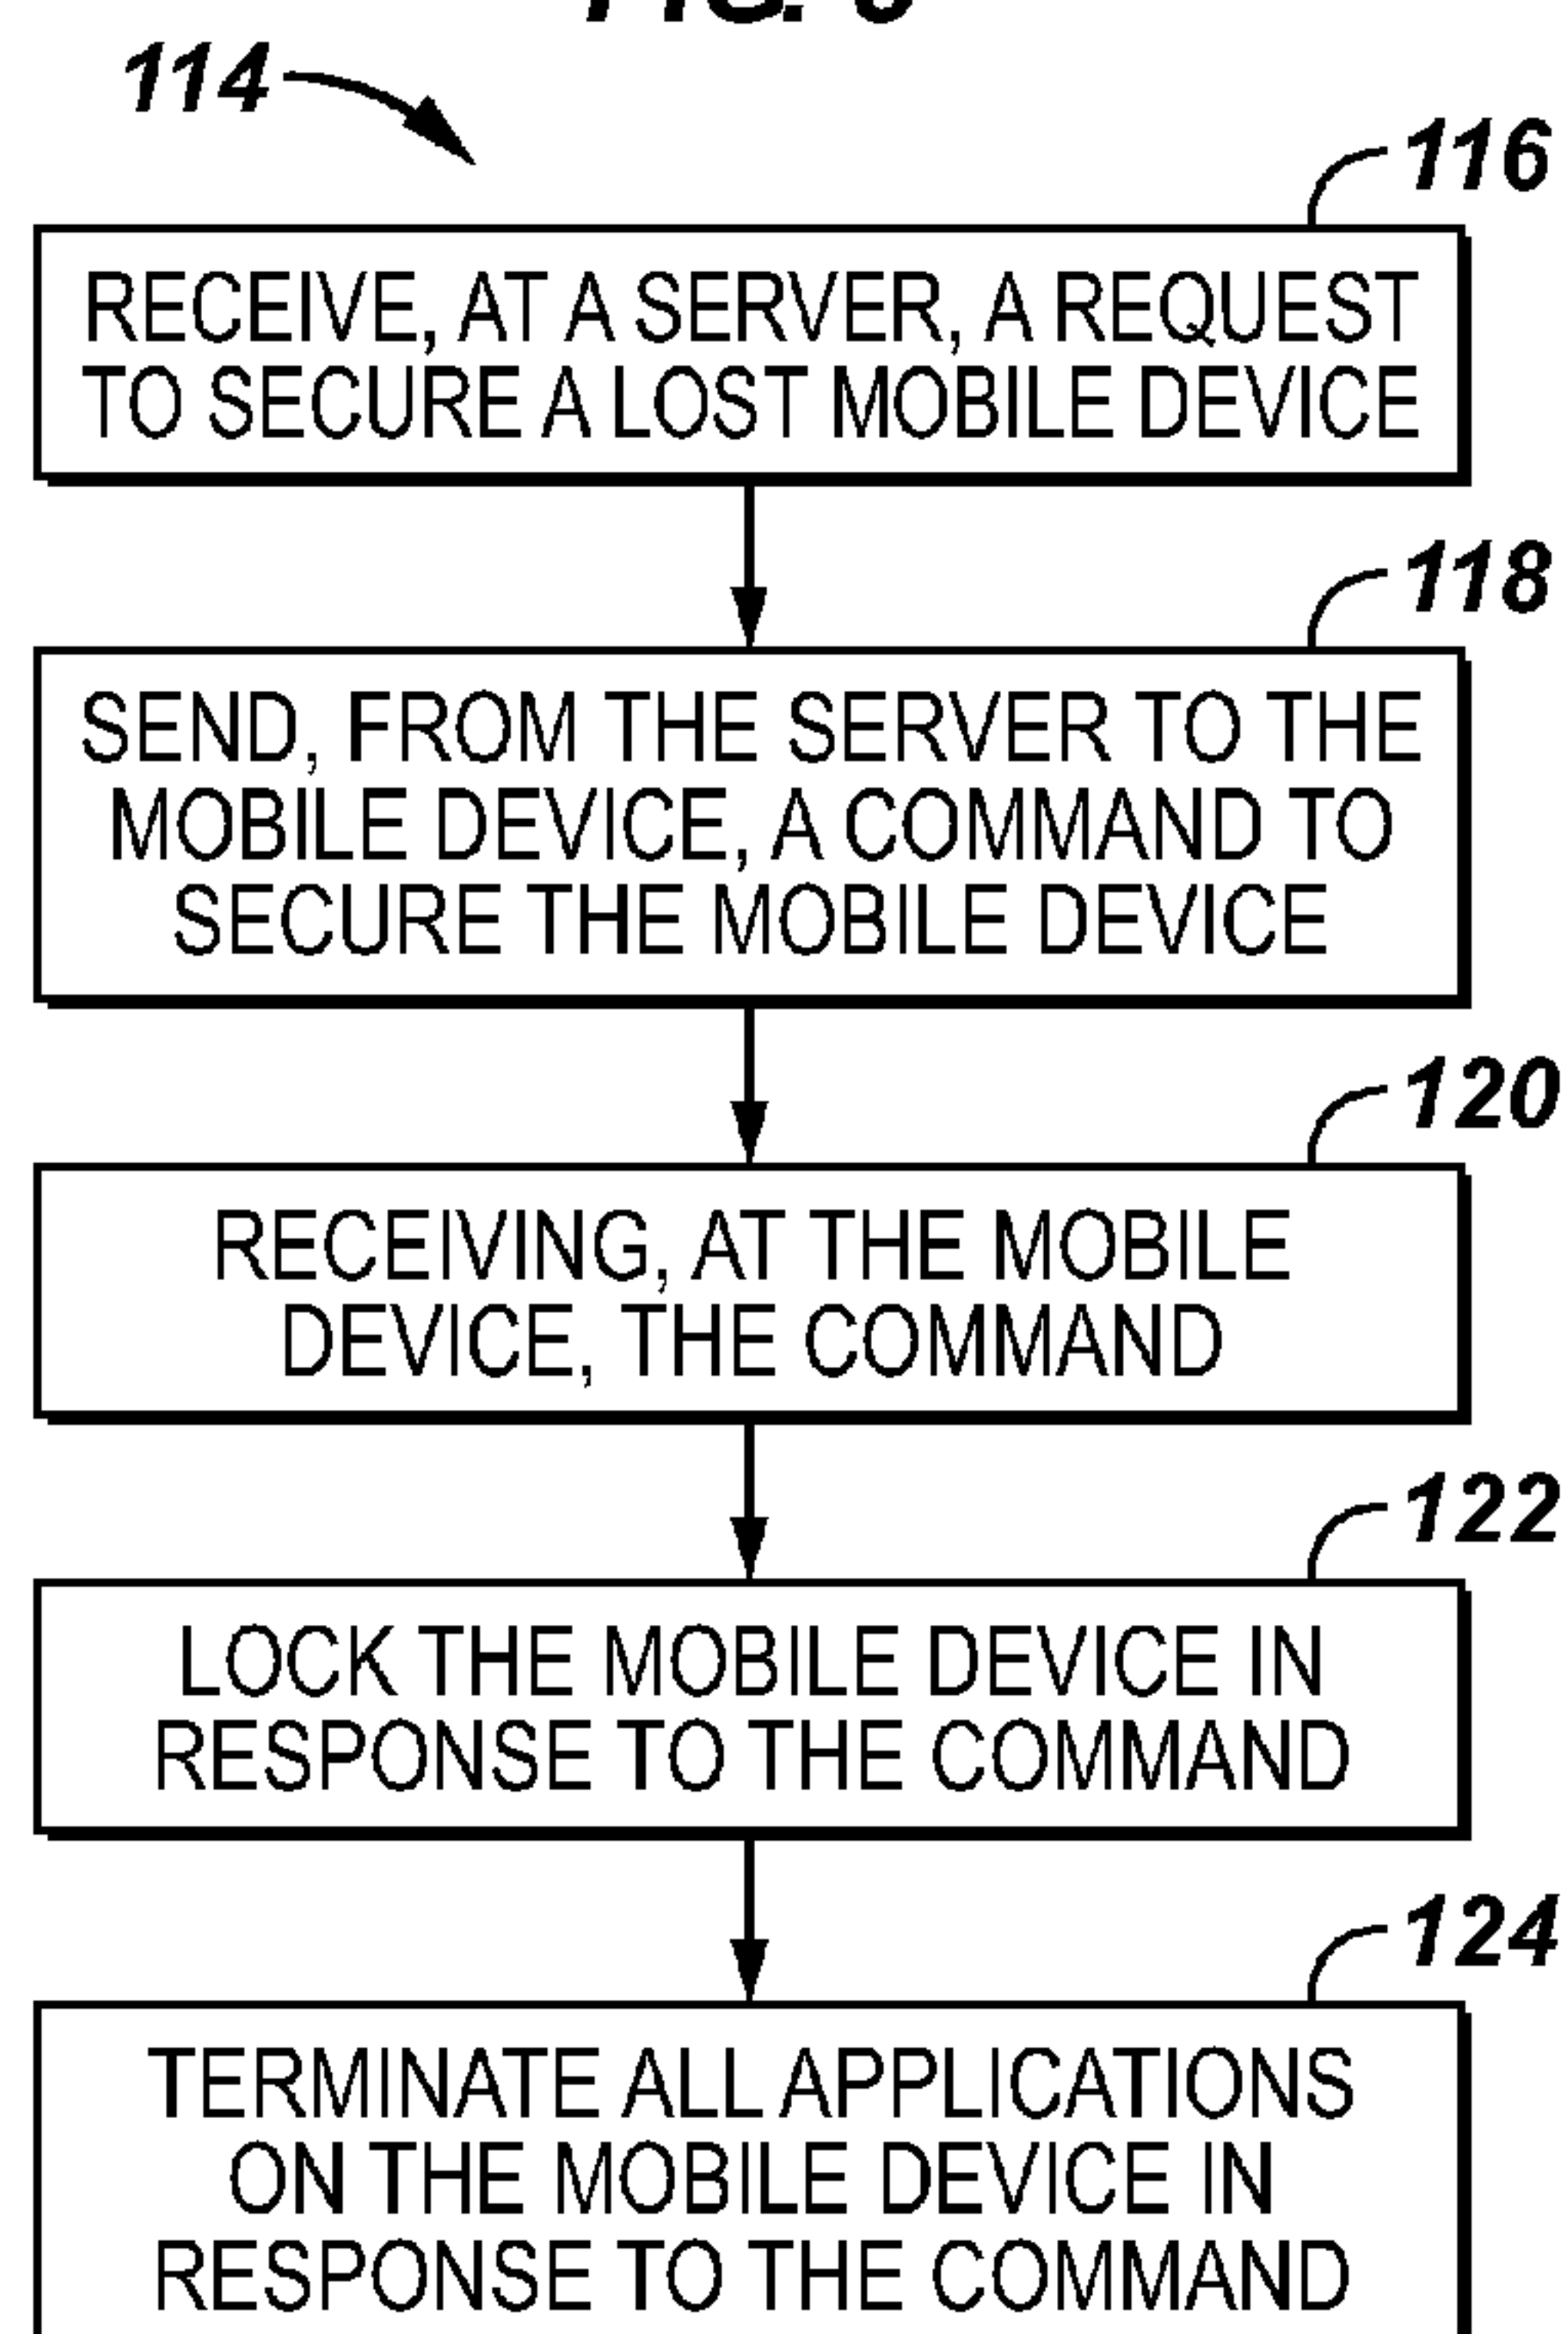 114
116
RECEIVE, AT A SERVER, A REQUEST
TO SECURE A LOST MOBILE DEVICE
118
SEND, FROM THE SERVER TO THE
MOBILE DEVICE, A COMMAND TO
SECURE THE MOBILE DEVICE
120
RECEIVING, AT THE MOBILE
DEVICE, THE COMMAND
122
LOCK THE MOBILE DEVICE IN
RESPONSE TO THE COMMAND
124
TERMINATE ALL APPLICATIONS
ON THE MOBILE DEVICE IN
RESPONSE TO THE COMMAND